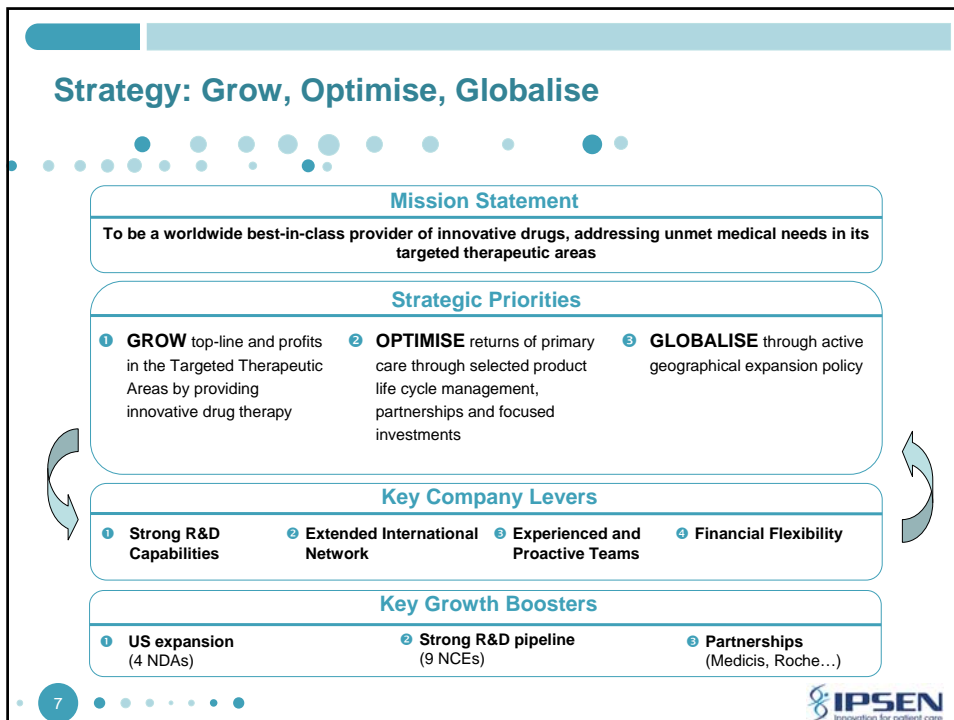 Strategy: Grow, Optimise, Globalise
Mission Statement
To be a worldwide best-in-class provider of innovative drugs, addressing unmet medical needs in its
targeted therapeutic areas
Strategic Priorities
❶ GROW top-line and profits
in the Targeted Therapeutic
Areas by providing
innovative drug therapy
❷ OPTIMISE returns of primary
care through selected product
life cycle management,
partnerships and focused
investments
❸ GLOBALISE through active
geographical expansion policy
Key Company Levers
❶ Strong R&D
Capabilities
❷ Extended International
Network
❸ Experienced and
Proactive Teams
❹ Financial Flexibility
Key Growth Boosters
❶ US expansion
(4 NDAs)
❷ Strong R&D pipeline
(9 NCEs)
❸ Partnerships
(Medicis, Roche…)
7
IPSEN
Innovation for patient care